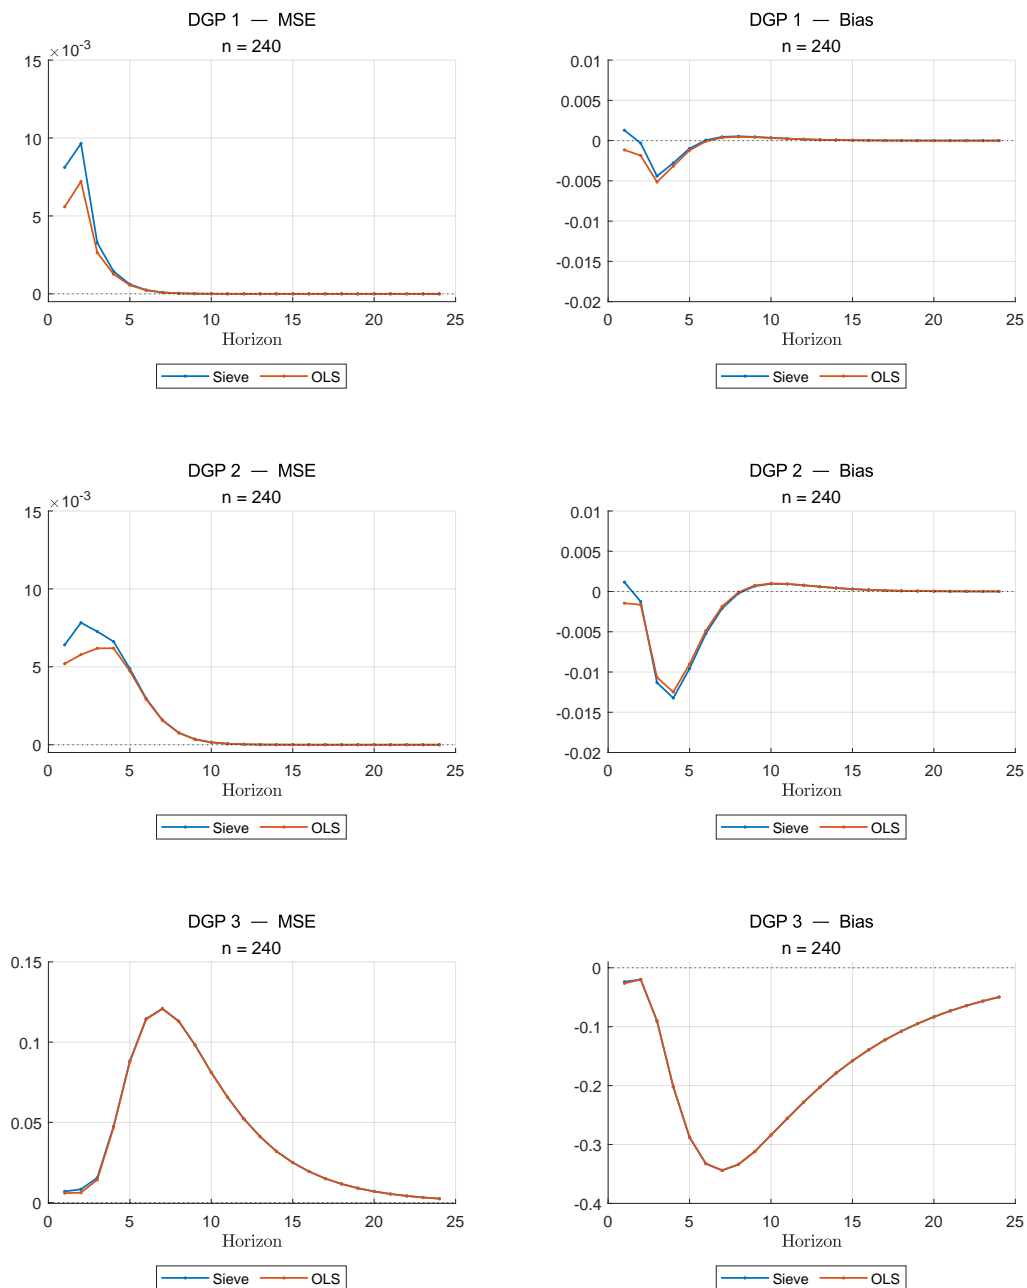 DGP 1 — MSE
n = 240
×10-3
15
10
5
0
0 5 10 15 20 25
Horizon
Sieve OLS
DGP 1 — Bias
n = 240
0.01
0.005
0
-0.005
-0.01
-0.015
-0.02
0 5 10 15 20 25
Horizon
Sieve OLS
DGP 2 — MSE
n = 240
×10-3
15
10
5
0
0 5 10 15 20 25
Horizon
Sieve OLS
DGP 2 — Bias
n = 240
0.01
0.005
0
-0.005
-0.01
-0.015
-0.02
0 5 10 15 20 25
Horizon
Sieve OLS
DGP 3 — MSE
n = 240
0.15
0.1
0.05
0
0 5 10 15 20 25
Horizon
Sieve OLS
DGP 3 — Bias
n = 240
0
-0.1
-0.2
-0.3
-0.4
0 5 10 15 20 25
Horizon
Sieve OLS